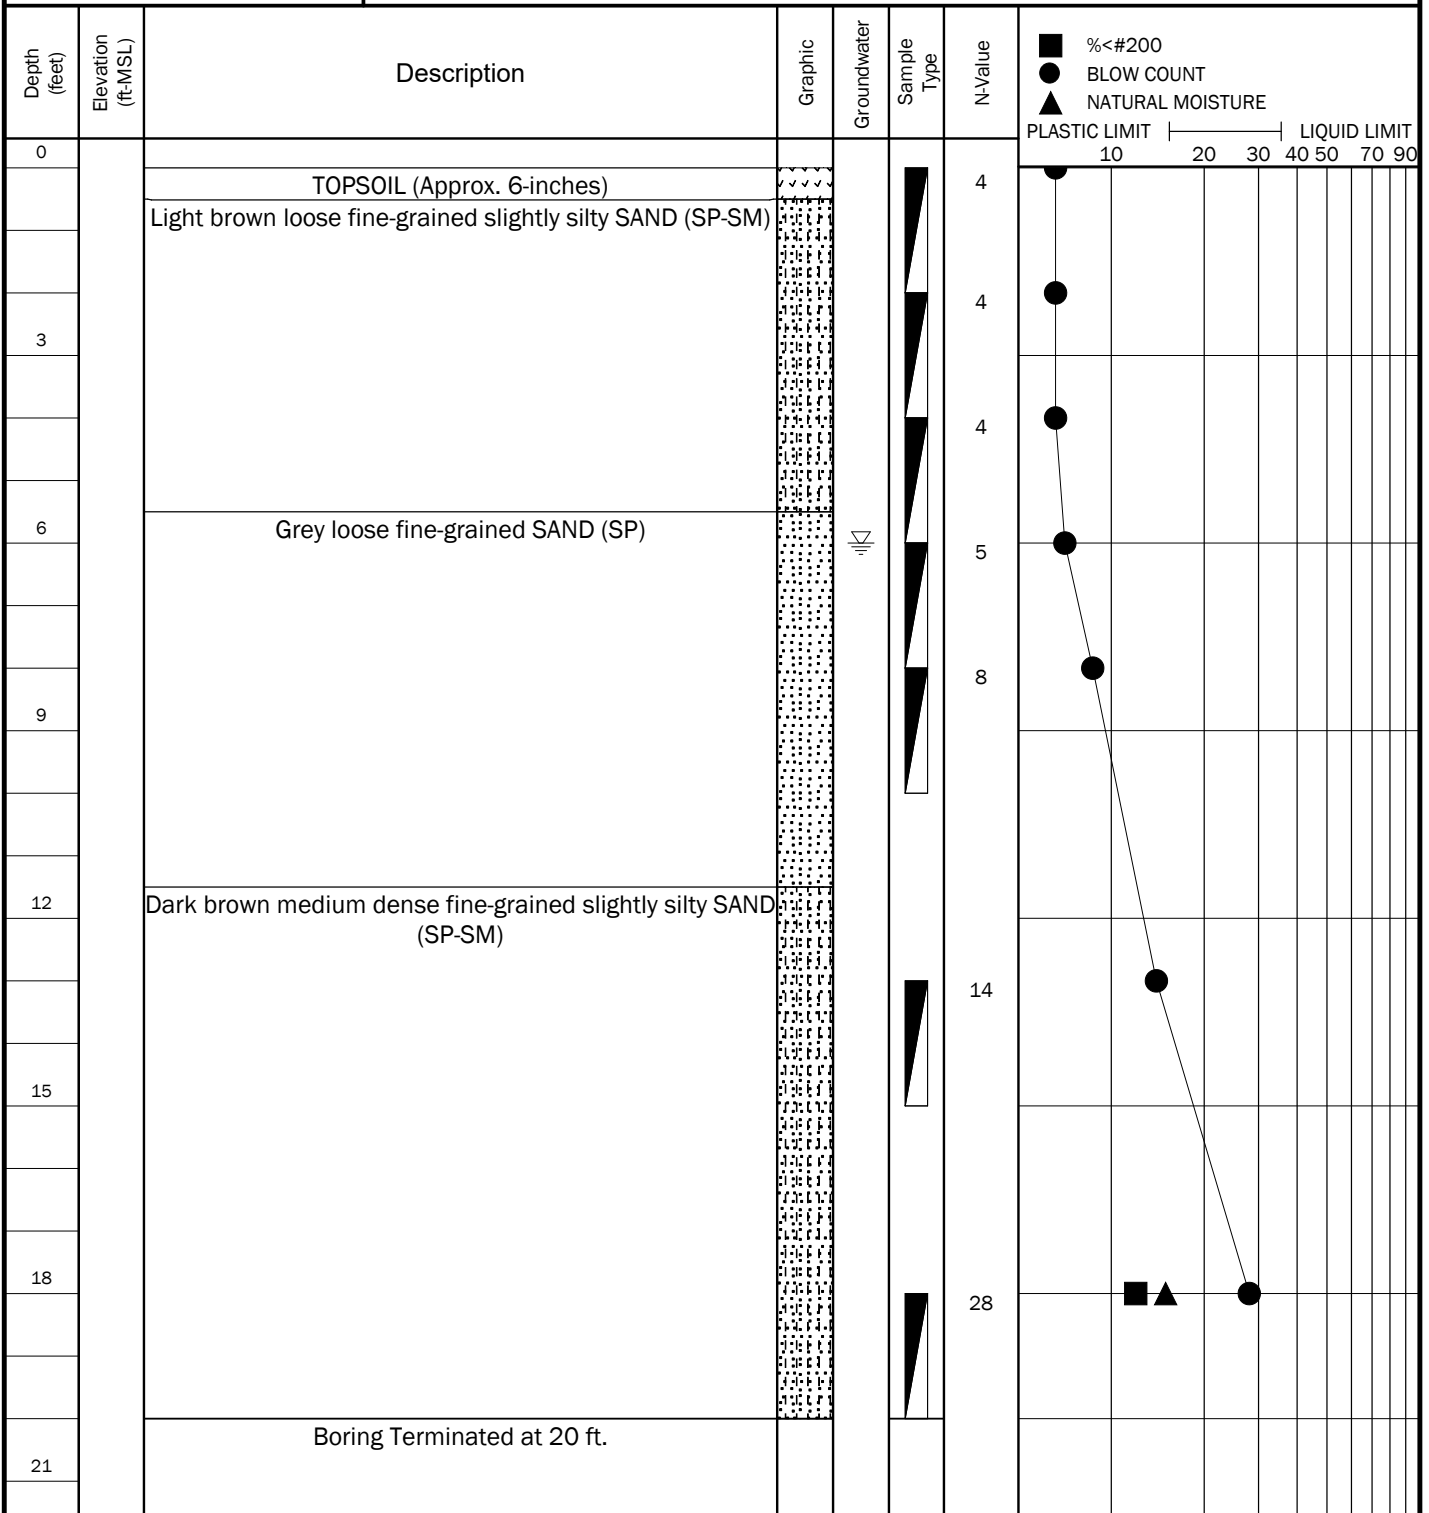 Depth
(feet)
Elevation
(ft-MSL)
Description
Graphic
Groundwater
Sample
Type
N-Value
%<#200
BLOW COUNT
NATURAL MOISTURE
PLASTIC LIMIT LIQUID LIMIT
10 20 30 40 50 70 90
0
TOPSOIL (Approx. 6-inches)
4
Light brown loose fine-grained slightly silty SAND (SP-SM)
4
3
4
6
Grey loose fine-grained SAND (SP)
5
8
9
12
Dark brown medium dense fine-grained slightly silty SAND
(SP-SM)
14
15
18
28
Boring Terminated at 20 ft.
21